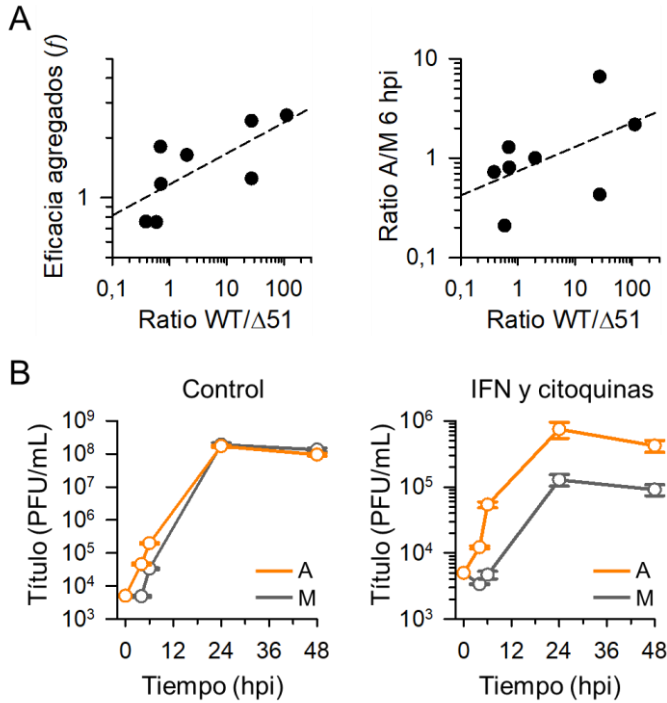 A
Eficacia agregados (f)
1
0,1 1 10 100
Ratio WT/Δ51
Ratio A/M 6 hpi
10
1
0,1
0,1 1 10 100
Ratio WT/Δ51
B
Control
Título (PFU/mL)
10⁹
10⁸
10⁷
10⁶
10⁵
10⁴
10³
A
M
0 12 24 36 48
Tiempo (hpi)
IFN y citoquinas
Título (PFU/mL)
10⁶
10⁵
10⁴
10³
A
M
0 12 24 36 48
Tiempo (hpi)